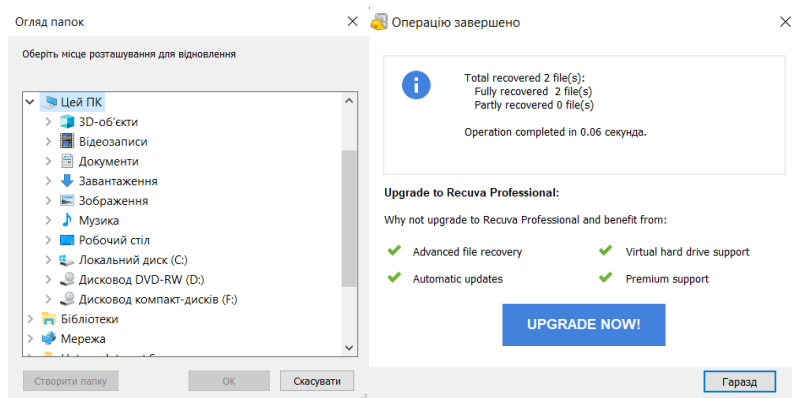 Огляд папок
Оберіть місце розташування для відновлення
Цей ПК
3D-об'єкти
Відеозаписи
Документи
Завантаження
Зображення
Музика
Робочий стіл
Локальний диск (C:)
Дисковод DVD-RW (D:)
Дисковод компакт-дисків (F:)
Бібліотеки
Мережа
Створити папку
ОК
Скасувати
Операцію завершено
Total recovered 2 file(s):
Fully recovered 2 file(s)
Partly recovered 0 file(s)
Operation completed in 0.06 секунда.
Upgrade to Recuva Professional:
Why not upgrade to Recuva Professional and benefit from:
Advanced file recovery
Virtual hard drive support
Automatic updates
Premium support
UPGRADE NOW!
Гаразд